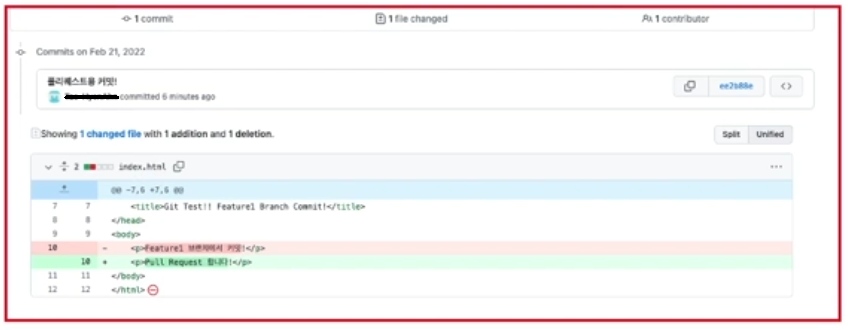 1 commit
1 file changed
1 contributor
Commits on Feb 21, 2022
풀리퀘스트용 커밋!
committed 6 minutes ago
ee2b88e
<>
Showing 1 changed file with 1 addition and 1 deletion.
Split Unified
2 index.html
@@ -7,6 +7,6 @@
7 7 <title>Git Test!! Feature1 Branch Commit!</title>
8 8 </head>
9 9 <body>
10 - <p>Feature1 브랜치에서 커밋!</p>
10 + <p>Pull Request 합니다!</p>
11 11 </body>
12 12 </html>